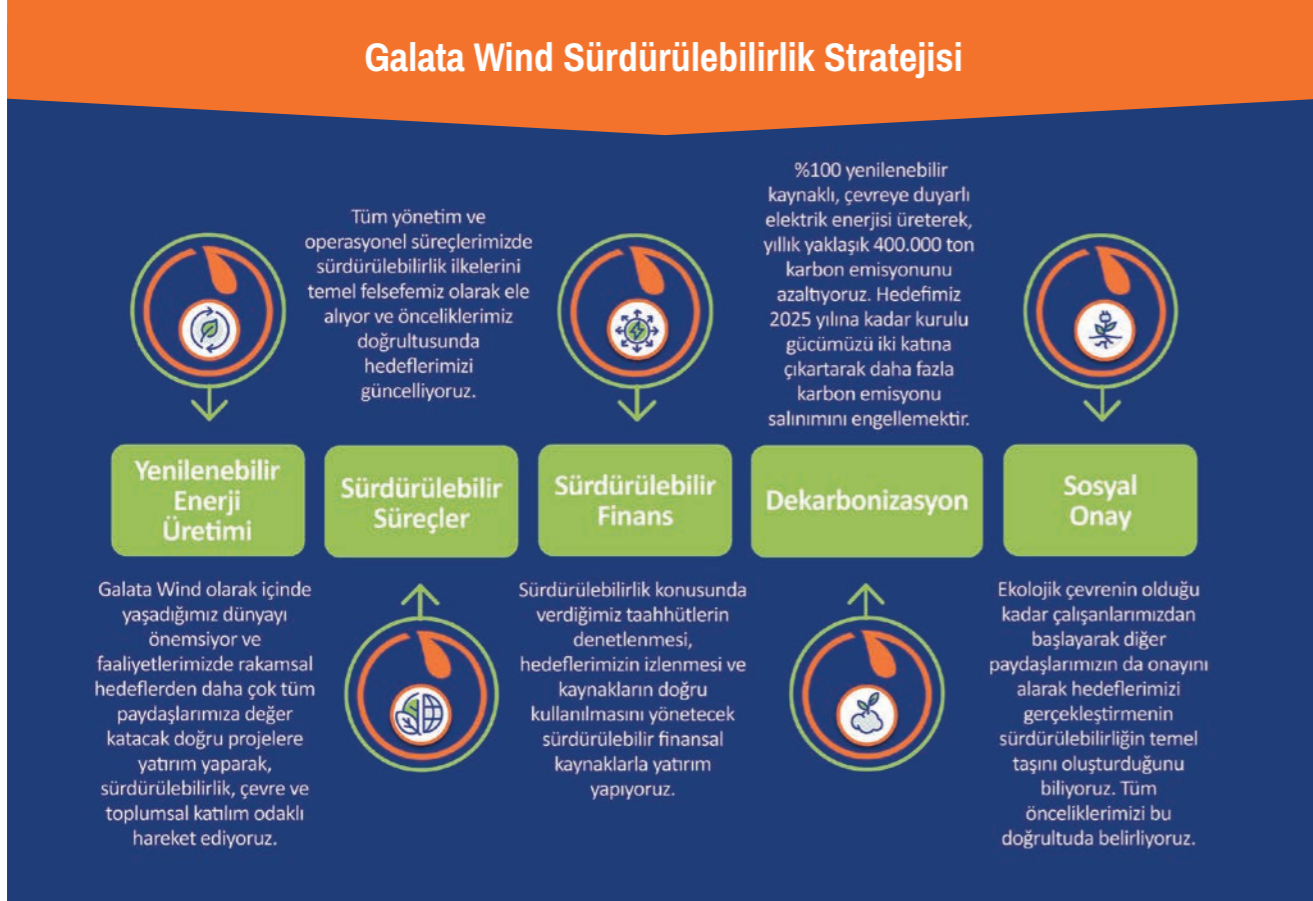 Galata Wind Sürdürülebilirlik Stratejisi
Yenilenebilir
Enerji
Üretimi
Galata Wind olarak içinde
yaşadığımız dünyayı
önemsiyor ve
faaliyetlerimizde rakamsal
hedeflerden daha çok tüm
paydaşlarımıza değer
katacak doğru projelere
yatırım yaparak,
sürdürülebilirlik, çevre ve
toplumsal katılım odaklı
hareket ediyoruz.
Tüm yönetim ve
operasyonel süreçlerimizde
sürdürülebilirlik ilkelerini
temel felsefemiz olarak ele
alıyor ve önceliklerimiz
doğrultusunda
hedeflerimizi
güncelliyoruz.
Sürdürülebilir
Süreçler
Sürdürülebilir
Finans
Sürdürülebilirlik konusunda
verdiğimiz taahhütlerin
denetlenmesi,
hedeflerimizin izlenmesi ve
kaynakların doğru
kullanılmasını yönetecek
sürdürülebilir finansal
kaynaklarla yatırım
yapıyoruz.
%100 yenilenebilir
kaynaklı, çevreye duyarlı
elektrik enerjisi üreterek,
yıllık yaklaşık 400.000 ton
karbon emisyonunu
azaltıyoruz. Hedefimiz
2025 yılına kadar kurulu
gücümüzü iki katına
çıkartarak daha fazla
karbon emisyonu
salınımını engellemektir.
Dekarbonizasyon
Sosyal
Onay
Ekolojik çevrenin olduğu
kadar çalışanlarımızdan
başlayarak diğer
paydaşlarımızın da onayını
alarak hedeflerimizi
gerçekleştirmenin
sürdürülebilirliğin temel
taşını oluşturduğunu
biliyoruz. Tüm
önceliklerimizi bu
doğrultuda belirliyoruz.